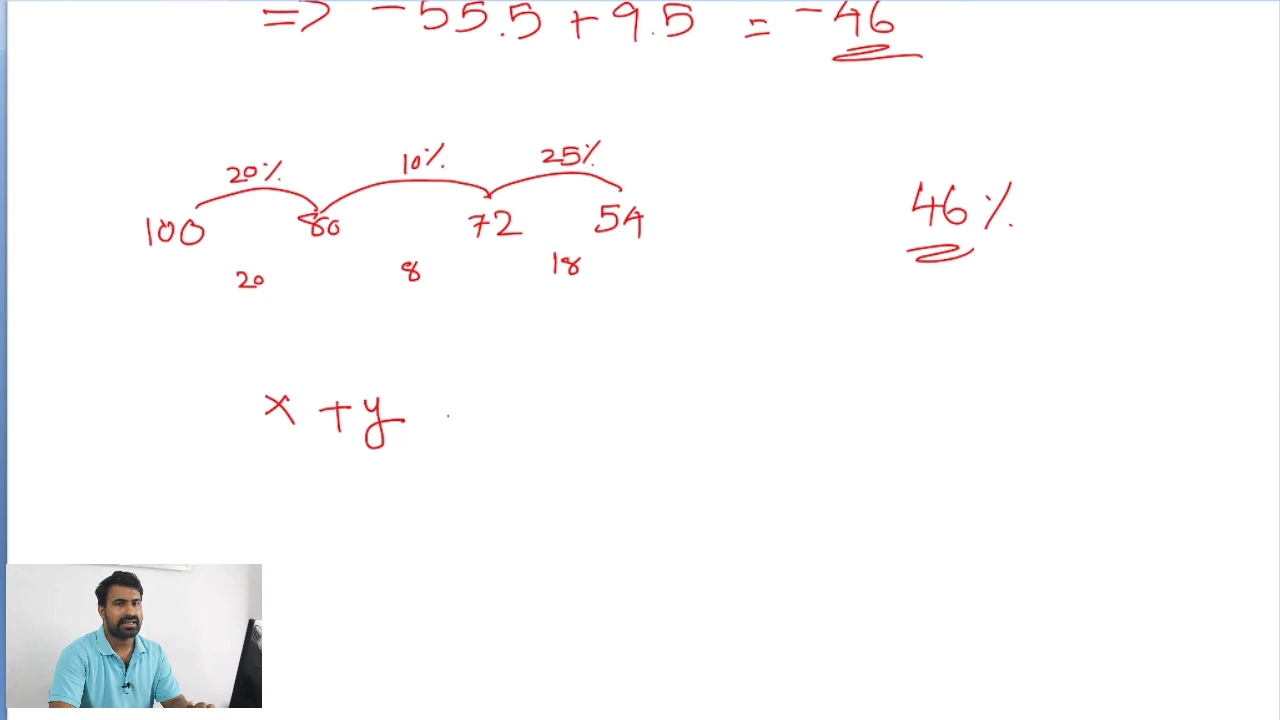 => -55.5 + 9.5 = -46
20% 10% 25%
100 80 72 54 46%
20 8 18
x + y